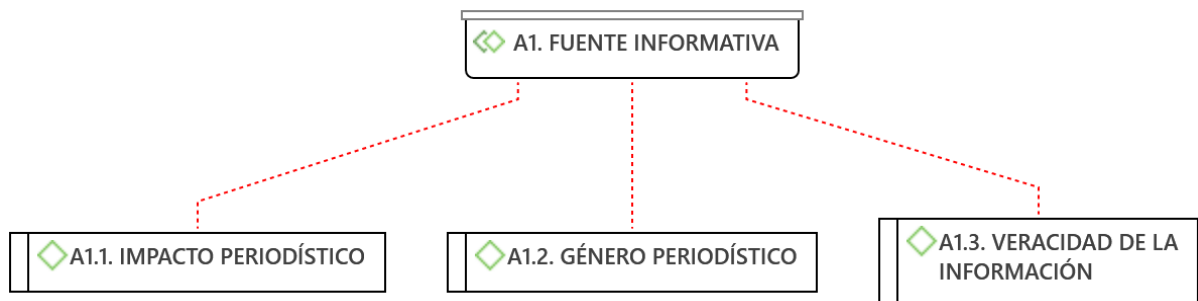 A1. FUENTE INFORMATIVA
A1.1. IMPACTO PERIODÍSTICO
A1.2. GÉNERO PERIODÍSTICO
A1.3. VERACIDAD DE LA
INFORMACIÓN